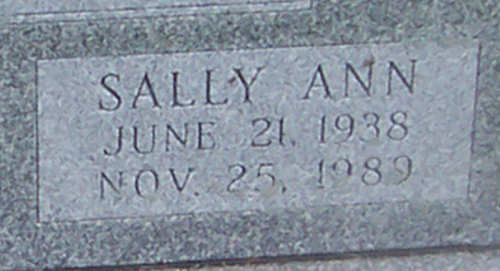 SALLY ANN
JUNE 21, 1938
NOV. 25, 1989